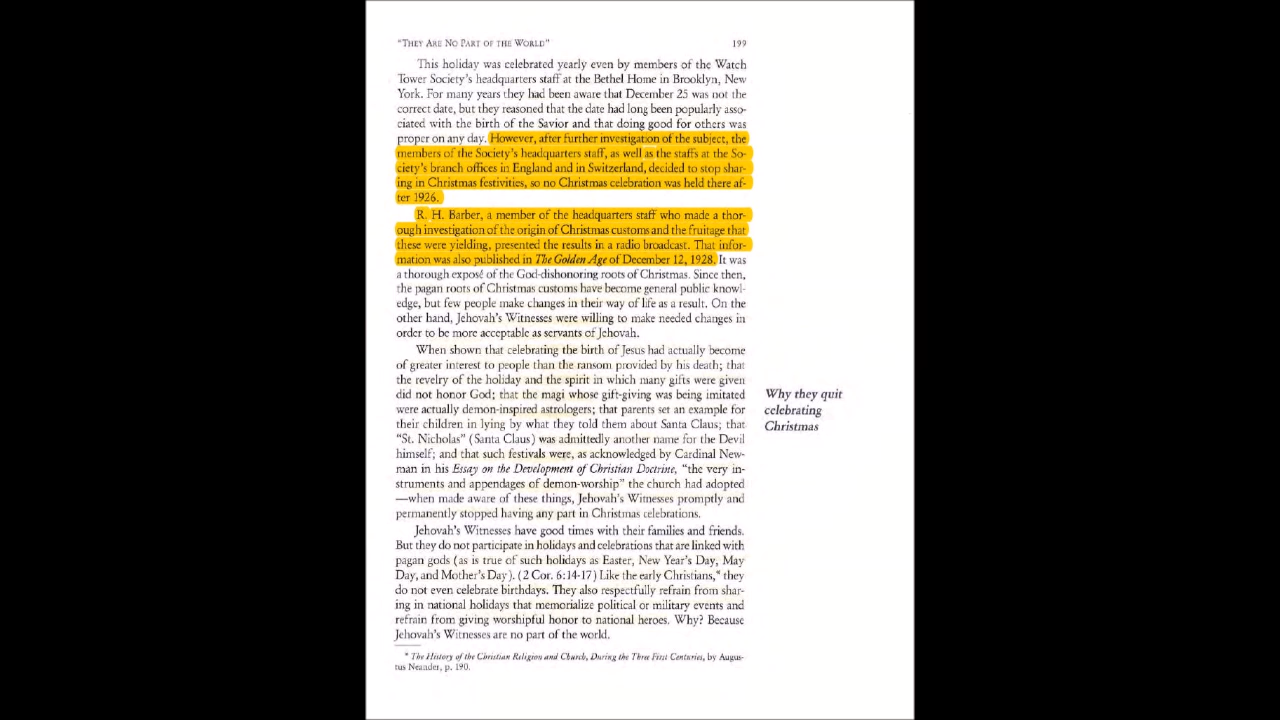 "THEY ARE NO PART OF THE WORLD" 199
This holiday was celebrated yearly even by members of the Watch
Tower Society's headquarters staff at the Bethel Home in Brooklyn, New
York. For many years they had been aware that December 25 was not the
correct date, but they reasoned that the date had long been popularly asso-
ciated with the birth of the Savior and that doing good for others was
proper on any day. However, after further investigation of the subject, the
members of the Society's headquarters staff, as well as the staffs at the So-
ciety's branch offices in England and in Switzerland, decided to stop shar-
ing in Christmas festivities, so no Christmas celebration was held there af-
ter 1926.
R. H. Barber, a member of the headquarters staff who made a thor-
ough investigation of the origin of Christmas customs and the fruitage that
these were yielding, presented the results in a radio broadcast. That infor-
mation was also published in The Golden Age of December 12, 1928. It was
a thorough exposé of the God-dishonoring roots of Christmas. Since then,
the pagan roots of Christmas customs have become general public knowl-
edge, but few people make changes in their way of life as a result. On the
other hand, Jehovah's Witnesses were willing to make needed changes in
order to be more acceptable as servants of Jehovah.
When shown that celebrating the birth of Jesus had actually become
of greater interest to people than the ransom provided by his death; that
the revelry of the holiday and the spirit in which many gifts were given
did not honor God; that the magi whose gift-giving was being imitated
were actually demon-inspired astrologers; that parents set an example for
their children in lying by what they told them about Santa Claus; that
"St. Nicholas" (Santa Claus) was admittedly another name for the Devil
himself; and that such festivals were, as acknowledged by Cardinal New-
man in his Essay on the Development of Christian Doctrine, "the very in-
struments and appendages of demon-worship" the church had adopted
—when made aware of these things, Jehovah's Witnesses promptly and
permanently stopped having any part in Christmas celebrations.
Why they quit
celebrating
Christmas
Jehovah's Witnesses have good times with their families and friends.
But they do not participate in holidays and celebrations that are linked with
pagan gods (as is true of such holidays as Easter, New Year's Day, May
Day, and Mother's Day). (2 Cor. 6:14-17) Like the early Christians,* they
do not even celebrate birthdays. They also respectfully refrain from shar-
ing in national holidays that memorialize political or military events and
refrain from giving worshipful honor to national heroes. Why? Because
Jehovah's Witnesses are no part of the world.
* The History of the Christian Religion and Church, During the Three First Centuries, by Augus-
tus Neander, p. 190.